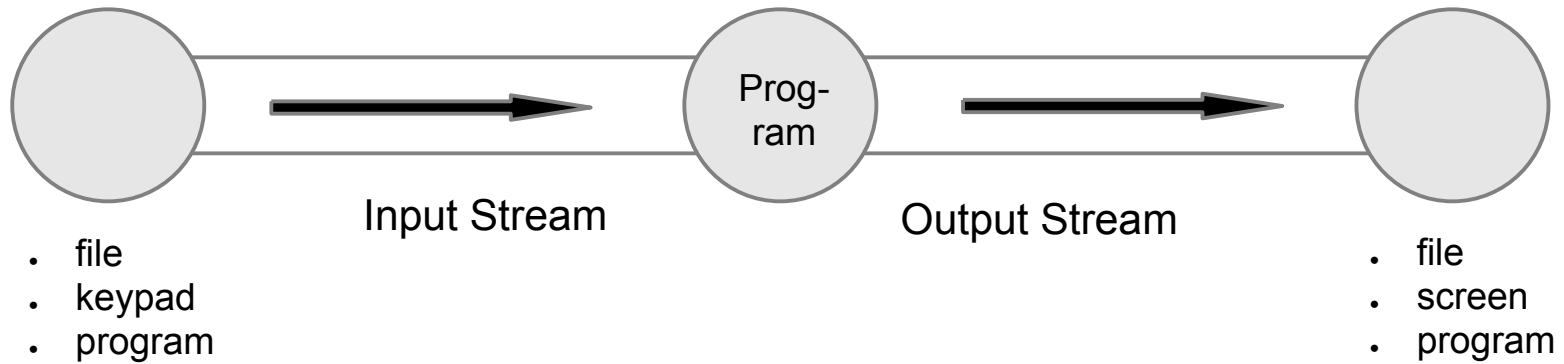 Prog-
ram
Input Stream
Output Stream
. file
. keypad
. program
. file
. screen
. program